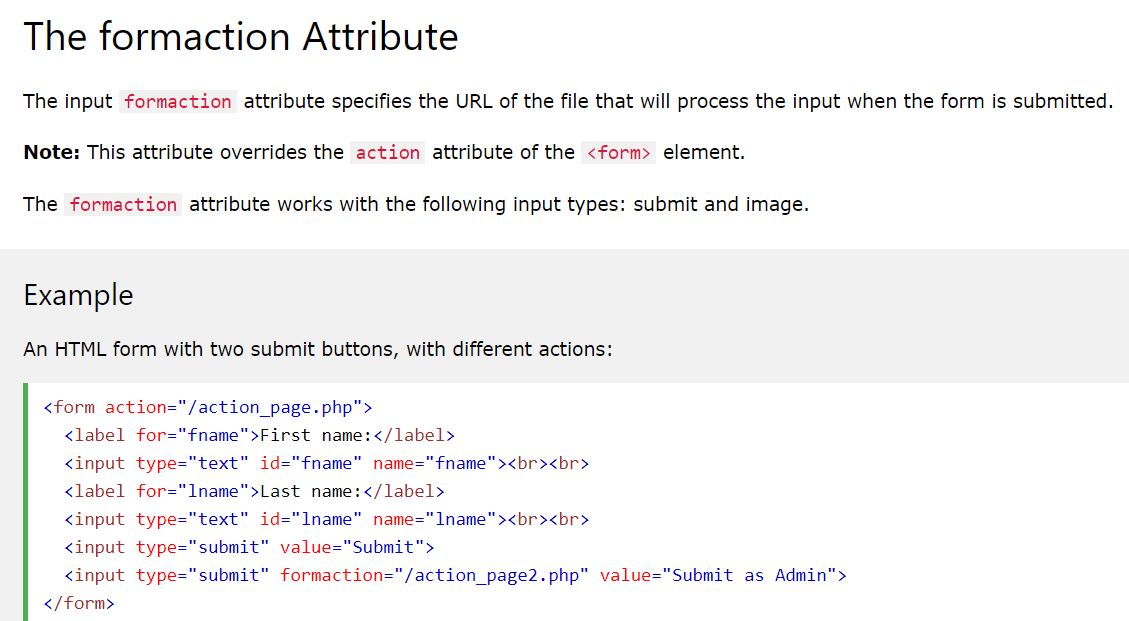 The formaction Attribute
The input formaction attribute specifies the URL of the file that will process the input when the form is submitted.
Note: This attribute overrides the action attribute of the <form> element.
The formaction attribute works with the following input types: submit and image.
Example
An HTML form with two submit buttons, with different actions:
<form action="/action_page.php">
  <label for="fname">First name:</label>
  <input type="text" id="fname" name="fname"><br><br>
  <label for="lname">Last name:</label>
  <input type="text" id="lname" name="lname"><br><br>
  <input type="submit" value="Submit">
  <input type="submit" formaction="/action_page2.php" value="Submit as Admin">
</form>